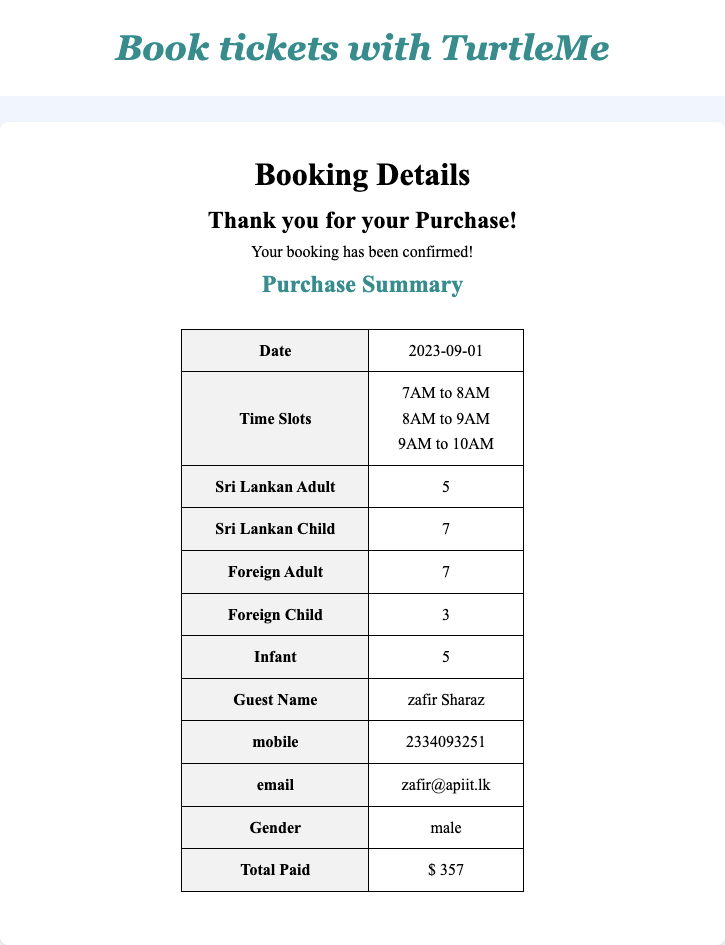 Book tickets with TurtleMe
Booking Details
Thank you for your Purchase!
Your booking has been confirmed!
Purchase Summary
Date 2023-09-01
Time Slots 7AM to 8AM
8AM to 9AM
9AM to 10AM
Sri Lankan Adult 5
Sri Lankan Child 7
Foreign Adult 7
Foreign Child 3
Infant 5
Guest Name zafir Sharaz
mobile 2334093251
email zafir@apiit.lk
Gender male
Total Paid $ 357